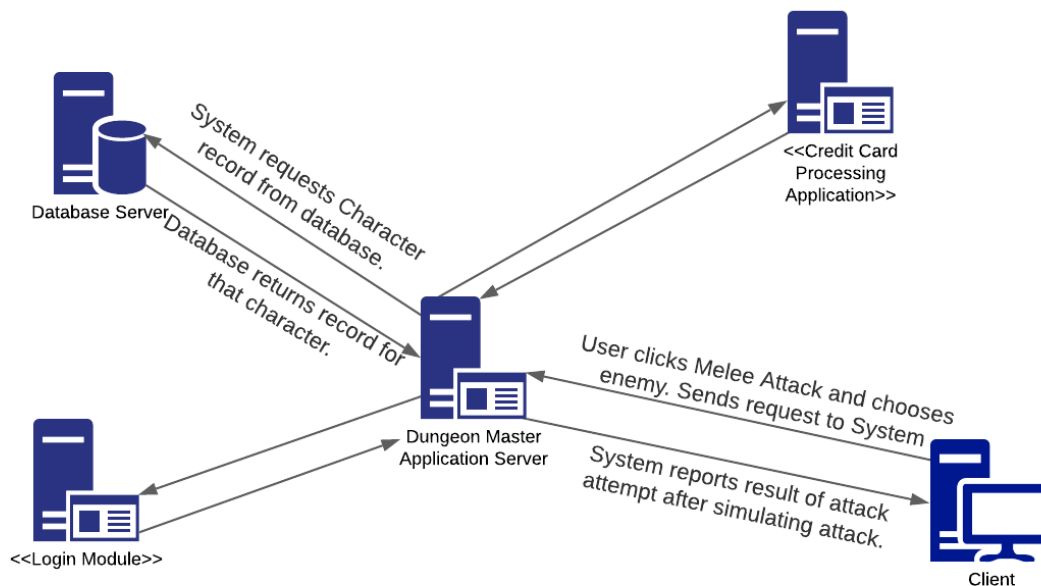 <<Credit Card
Processing
Application>>
System requests Character
record from database.
Database Server
Database returns record for
that character.
User clicks Melee Attack and chooses
enemy. Sends request to System
Dungeon Master
Application Server
System reports result of attack
attempt after simulating attack.
<<Login Module>>
Client